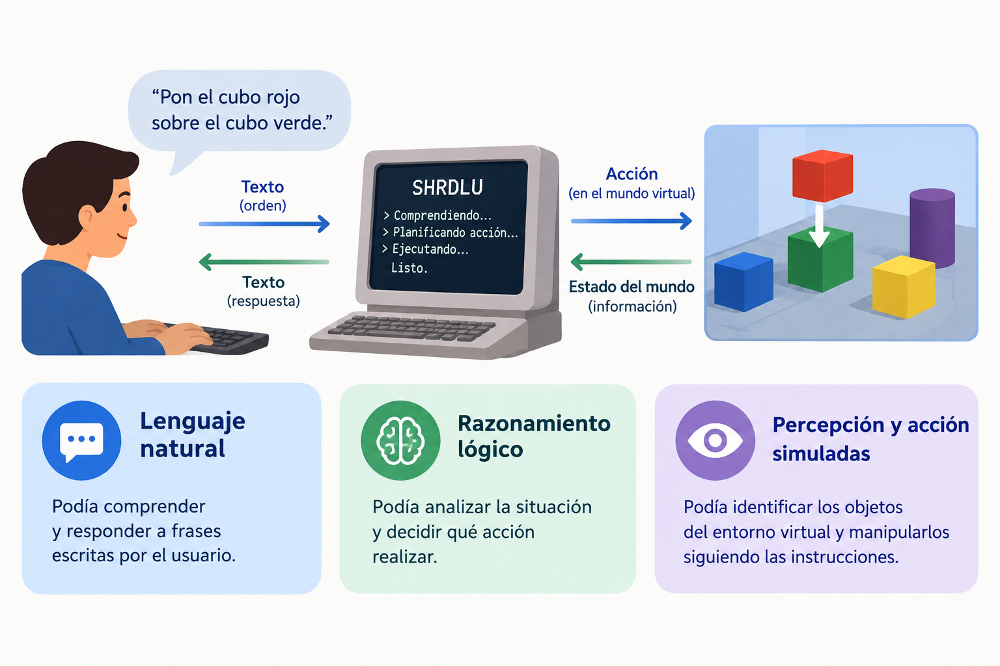 “Pon el cubo rojo
sobre el cubo verde.”
Texto
(orden)
Texto
(respuesta)
SHRDLU
> Comprendiendo...
> Planificando acción...
> Ejecutando...
Listo.
Acción
(en el mundo virtual)
Estado del mundo
(información)
Lenguaje
natural
Podía comprender
y responder a frases
escritas por el usuario.
Razonamiento
lógico
Podía analizar la situación
y decidir qué acción
realizar.
Percepción y acción
simuladas
Podía identificar los objetos
del entorno virtual y manipularlos
siguiendo las instrucciones.